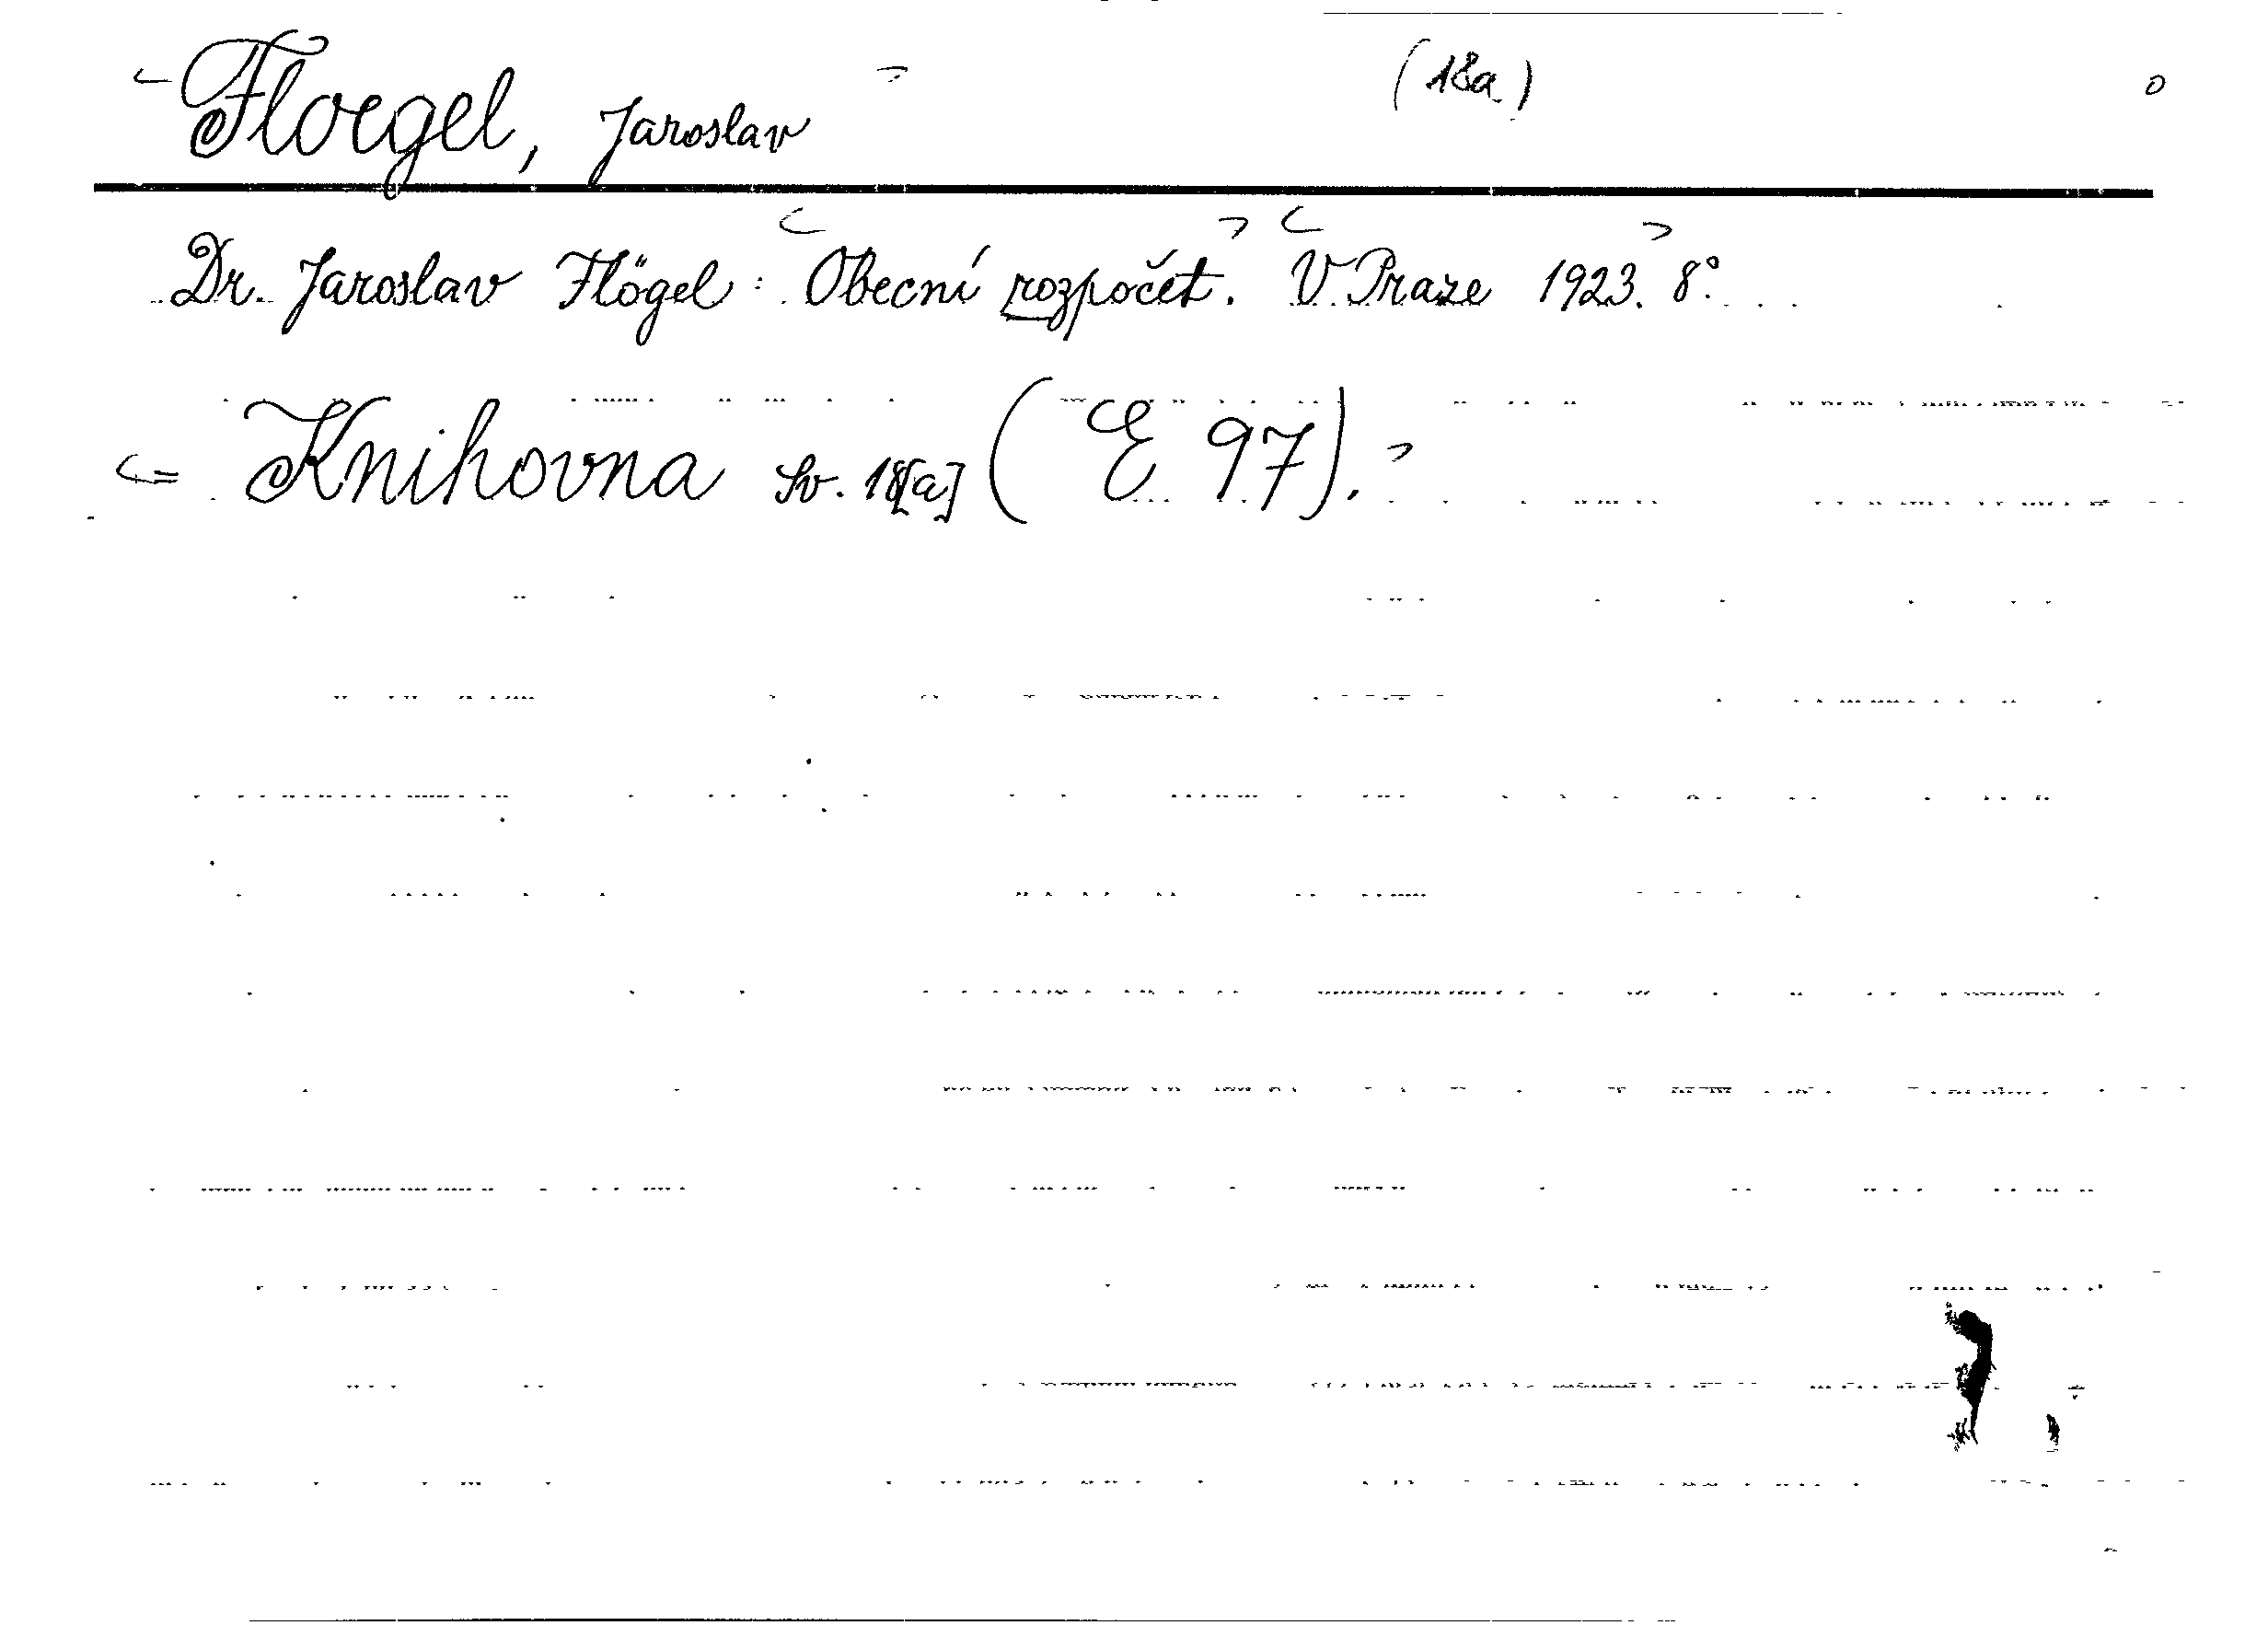 Floegel, Jaroslav (18a)
Dr. Jaroslav Flögel: Obecní rozpočet. V Praze 1923. 8°.
= Knihovna sv. 18[a] (E 97).